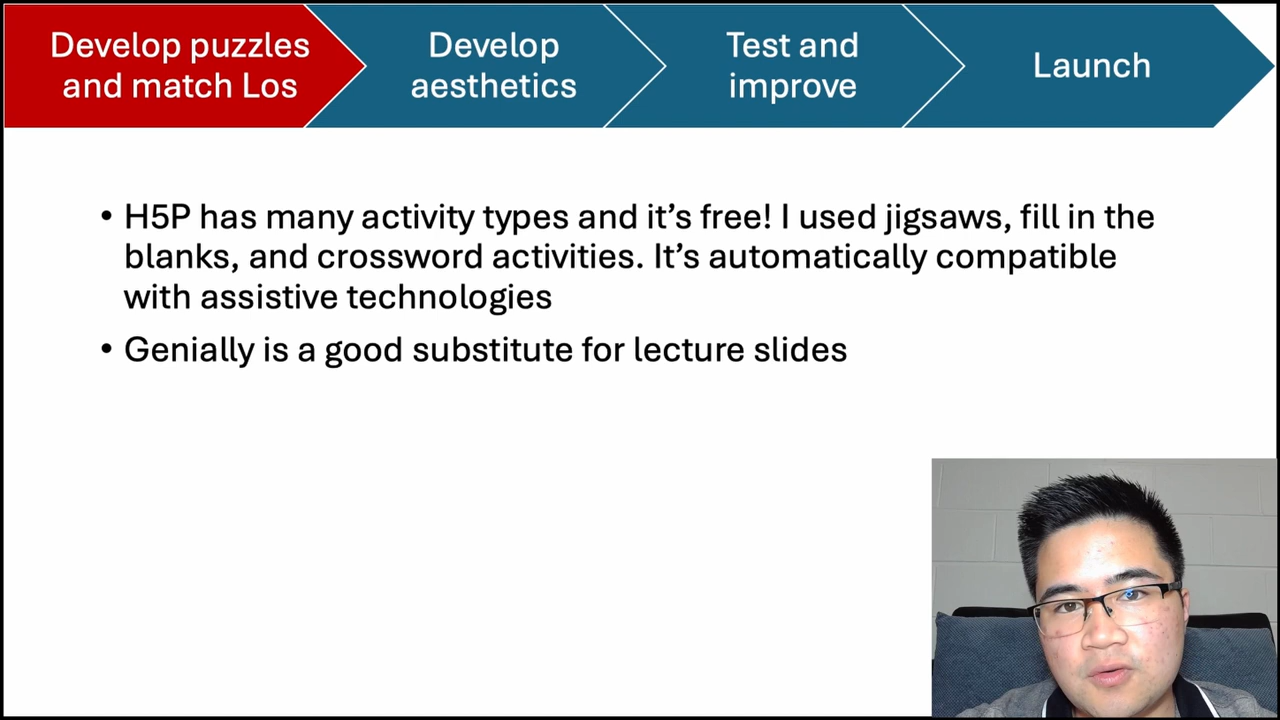 Develop puzzles
and match Los
Develop
aesthetics
Test and
improve
Launch
• H5P has many activity types and it’s free! I used jigsaws, fill in the
blanks, and crossword activities. It’s automatically compatible
with assistive technologies
• Genially is a good substitute for lecture slides